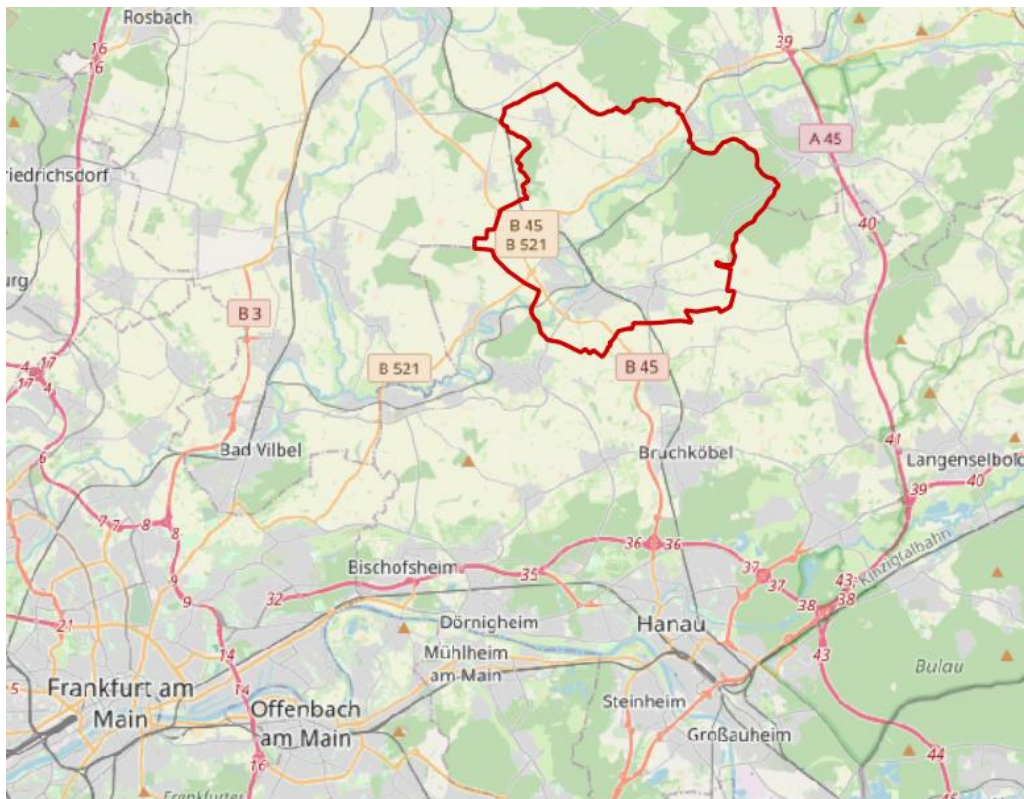 Rosbach
16
16
39
A 45
riedrichsdorf
40
B 45
B 521
urg
B 3
B 521
B 45
4
17
17
4
Bad Vilbel
Bruchköbel
41
6
Langenselbold
39
40
7
7
8
8
36
36
Kinzigtalbahn
Bischofsheim
35
37
37
9
9
32
43
38
38
21
Dörnigheim
Hanau
Mühlheim
am Main
14
43
Bulau
15
Frankfurt am
Main
14
Offenbach
am Main
Steinheim
Großauheim
44
16
Frankfurter